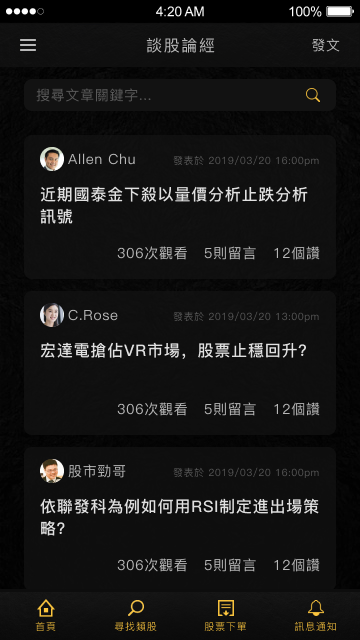 4:20 AM 100%
談股論經 發文
搜尋文章關鍵字...
Allen Chu 發表於 2019/03/20 16:00pm
近期國泰金下殺以量價分析止跌分析
訊號
306次觀看 5則留言 12個讚
C.Rose 發表於 2019/03/20 13:00pm
宏達電搶佔VR市場，股票止穩回升?
306次觀看 5則留言 12個讚
股市勁哥 發表於 2019/03/20 16:00pm
依聯發科為例如何用RSI制定進出場策
略?
306次觀看 5則留言 12個讚
首頁 尋找類股 股票下單 訊息通知